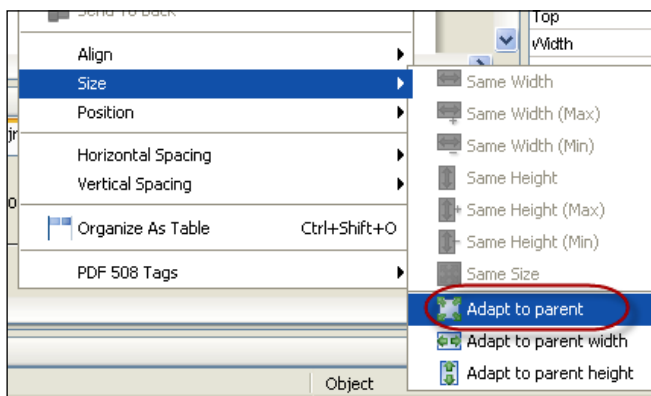 Send To Back
Align
Size
Position
Horizontal Spacing
Vertical Spacing
Organize As Table Ctrl+Shift+O
PDF 508 Tags
Top
Width
Same Width
Same Width (Max)
Same Width (Min)
Same Height
Same Height (Max)
Same Height (Min)
Same Size
Adapt to parent
Adapt to parent width
Adapt to parent height
Object